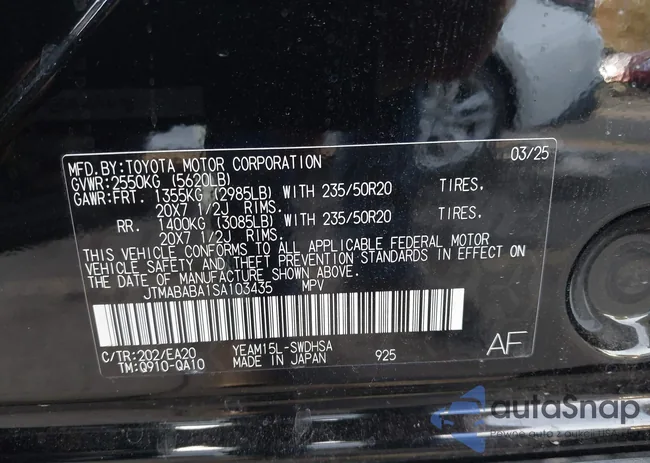 MFD.BY:TOYOTA MOTOR CORPORATION 03/25
GVWR:2550KG (5620LB)
GAWR:FRT. 1355KG (2985LB) WITH 235/50R20 TIRES,
20X7 1/2J RIMS.
RR. 1400KG (3085LB) WITH 235/50R20 TIRES,
20X7 1/2J RIMS.
THIS VEHICLE CONFORMS TO ALL APPLICABLE FEDERAL MOTOR
VEHICLE SAFETY AND THEFT PREVENTION STANDARDS IN EFFECT ON
THE DATE OF MANUFACTURE SHOWN ABOVE.
JTMABABA1SA103435 MPV
C/TR:202/EA20 YEAM15L-SWDHSA
TM:Q910-QA10 MADE IN JAPAN 925 AF
autoSnap
Pewne auto z aukcji